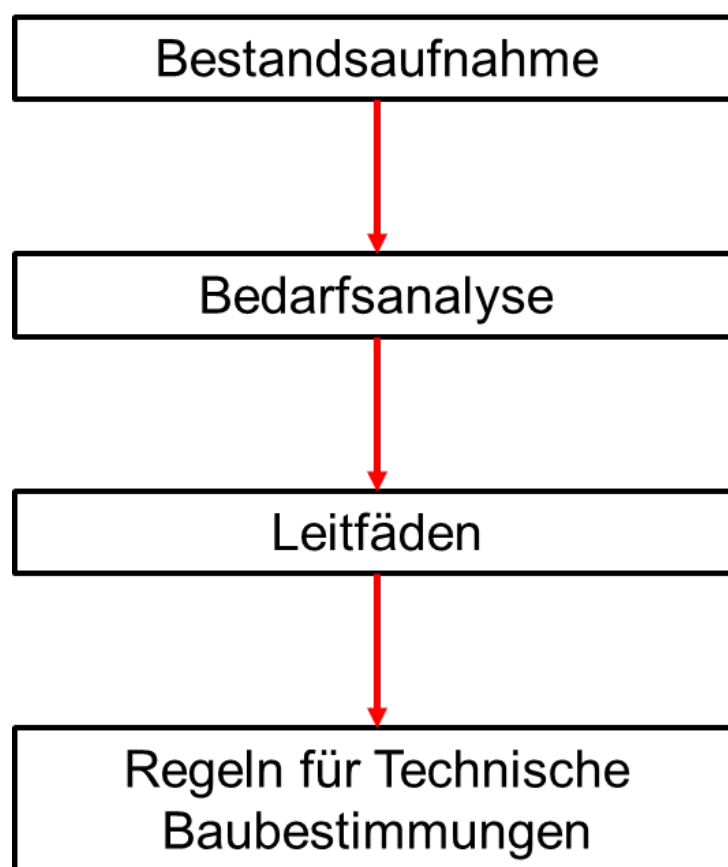 Bestandsaufnahme
Bedarfsanalyse
Leitfäden
Regeln für Technische
Baubestimmungen